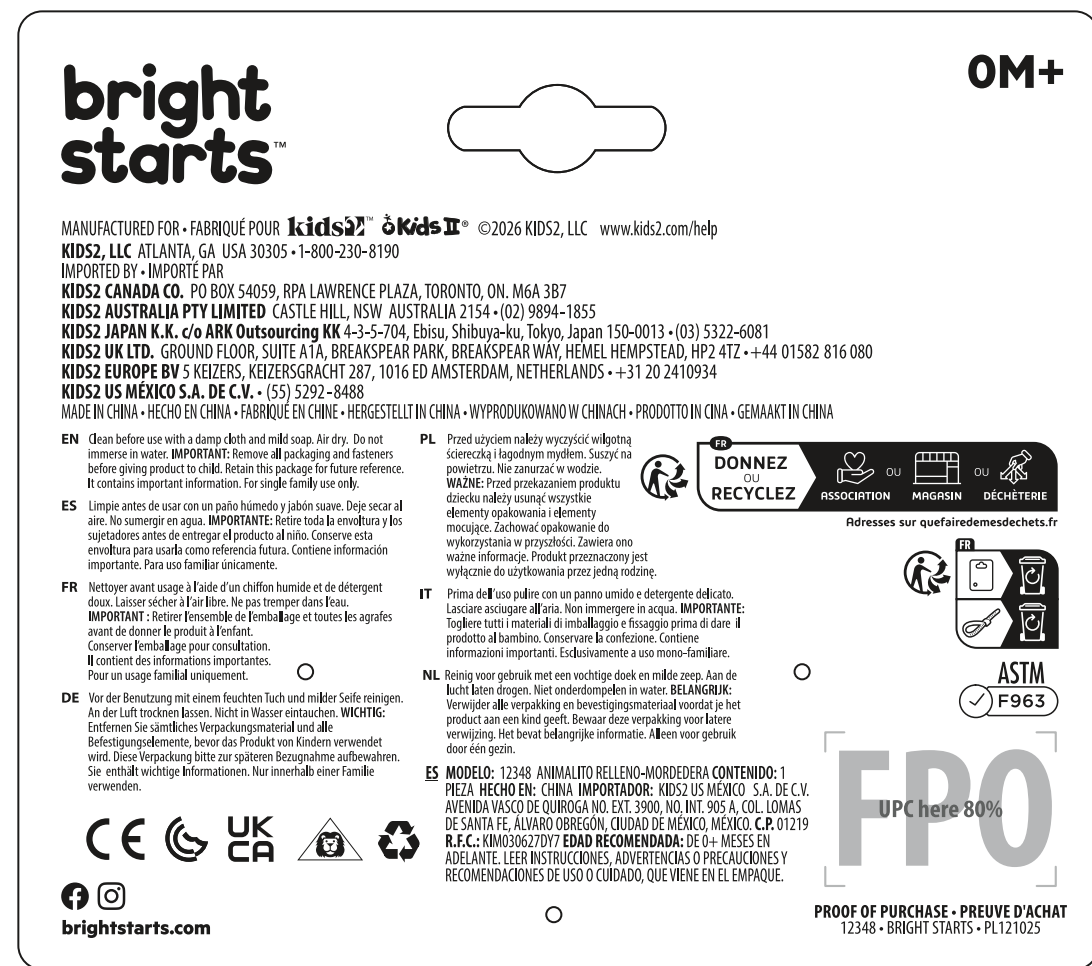 bright
starts™
0M+
MANUFACTURED FOR • FABRIQUÉ POUR kids2™ Kids II® ©2026 KIDS2, LLC www.kids2.com/help
KIDS2, LLC ATLANTA, GA USA 30305 • 1-800-230-8190
IMPORTED BY • IMPORTÉ PAR
KIDS2 CANADA CO. PO BOX 54059, RPA LAWRENCE PLAZA, TORONTO, ON. M6A 3B7
KIDS2 AUSTRALIA PTY LIMITED CASTLE HILL, NSW AUSTRALIA 2154 • (02) 9894-1855
KIDS2 JAPAN K.K. c/o ARK Outsourcing KK 4-3-5-704, Ebisu, Shibuya-ku, Tokyo, Japan 150-0013 • (03) 5322-6081
KIDS2 UK LTD. GROUND FLOOR, SUITE A1A, BREAKSPEAR PARK, BREAKSPEAR WAY, HEMEL HEMPSTEAD, HP2 4TZ • +44 01582 816 080
KIDS2 EUROPE BV 5 KEIZERS, KEIZERSGRACHT 287, 1016 ED AMSTERDAM, NETHERLANDS • +31 20 2410934
KIDS2 US MÉXICO S.A. DE C.V. • (55) 5292-8488
MADE IN CHINA • HECHO EN CHINA • FABRIQUÉ EN CHINE • HERGESTELLT IN CHINA • WYPRODUKOWANO W CHINACH • PRODOTTO IN CINA • GEMAAKT IN CHINA
EN Clean before use with a damp cloth and mild soap. Air dry. Do not
immerse in water. IMPORTANT: Remove all packaging and fasteners
before giving product to child. Retain this package for future reference.
It contains important information. For single family use only.
ES Limpie antes de usar con un paño húmedo y jabón suave. Deje secar al
aire. No sumergir en agua. IMPORTANTE: Retire toda la envoltura y los
sujetadores antes de entregar el producto al niño. Conserve esta
envoltura para usarla como referencia futura. Contiene información
importante. Para uso familiar únicamente.
FR Nettoyer avant usage à l'aide d'un chiffon humide et de détergent
doux. Laisser sécher à l'air libre. Ne pas tremper dans l'eau.
IMPORTANT : Retirer l'ensemble de l'emballage et toutes les agrafes
avant de donner le produit à l'enfant.
Conserver l'emballage pour consultation.
Il contient des informations importantes.
Pour un usage familial uniquement.
DE Vor der Benutzung mit einem feuchten Tuch und milder Seife reinigen.
An der Luft trocknen lassen. Nicht in Wasser eintauchen. WICHTIG:
Entfernen Sie sämtliches Verpackungsmaterial und alle
Befestigungselemente, bevor das Produkt von Kindern verwendet
wird. Diese Verpackung bitte zur späteren Bezugnahme aufbewahren.
Sie enthält wichtige Informationen. Nur innerhalb einer Familie
verwenden.
CE
UK
CA
brightstarts.com
PL Przed użyciem należy wyczyścić wilgotną
ściereczką i łagodnym mydłem. Suszyć na
powietrzu. Nie zanurzać w wodzie.
WAŻNE: Przed przekazaniem produktu
dziecku należy usunąć wszystkie
elementy opakowania i elementy
mocujące. Zachować opakowanie do
wykorzystania w przyszłości. Zawiera ono
ważne informacje. Produkt przeznaczony jest
wyłącznie do użytkowania przez jedną rodzinę.
IT Prima dell'uso pulire con un panno umido e detergente delicato.
Lasciare asciugare all'aria. Non immergere in acqua. IMPORTANTE:
Togliere tutti i materiali di imballaggio e fissaggio prima di dare il
prodotto al bambino. Conservare la confezione. Contiene
informazioni importanti. Esclusivamente a uso mono-familiare.
NL Reinig voor gebruik met een vochtige doek en milde zeep. Aan de
lucht laten drogen. Niet onderdompelen in water. BELANGRIJK:
Verwijder alle verpakking en bevestigingsmateriaal voordat je het
product aan een kind geeft. Bewaar deze verpakking voor latere
verwijzing. Het bevat belangrijke informatie. Alleen voor gebruik
door één gezin.
ES MODELO: 12348 ANIMALITO RELLENO-MORDEDERA CONTENIDO: 1
PIEZA HECHO EN: CHINA IMPORTADOR: KIDS2 US MÉXICO S.A. DE C.V.
AVENIDA VASCO DE QUIROGA NO. EXT. 3900, NO. INT. 905 A, COL. LOMAS
DE SANTA FE, ÁLVARO OBREGÓN, CIUDAD DE MÉXICO, MÉXICO. C.P. 01219
R.F.C.: KIM030627DY7 EDAD RECOMENDADA: DE 0+ MESES EN
ADELANTE. LEER INSTRUCCIONES, ADVERTENCIAS O PRECAUCIONES Y
RECOMENDACIONES DE USO O CUIDADO, QUE VIENE EN EL EMPAQUE.
FR
DONNEZ
OU
RECYCLEZ
ASSOCIATION OU MAGASIN OU DÉCHÈTERIE
Adresses sur quefairedemesdechets.fr
FR
ASTM
F963
FPO
UPC here 80%
PROOF OF PURCHASE • PREUVE D'ACHAT
12348 • BRIGHT STARTS • PL121025